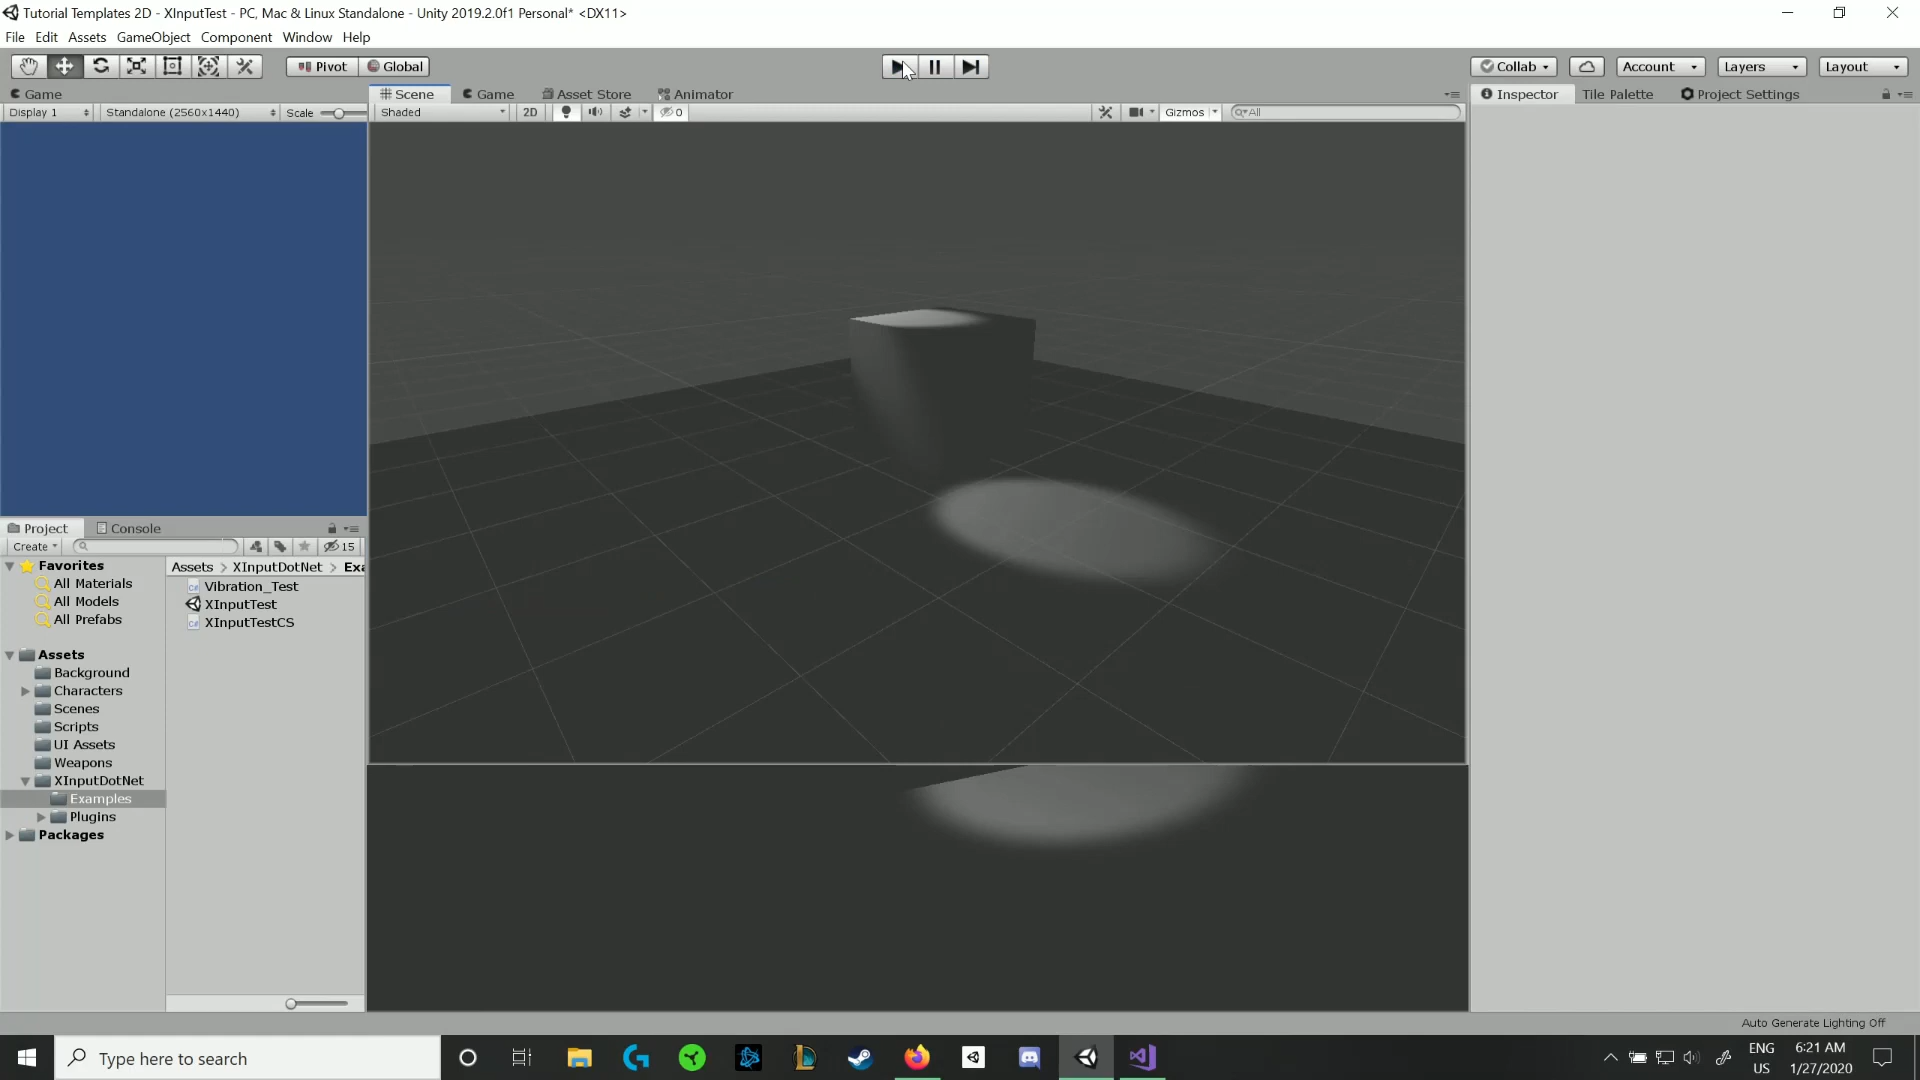 Tutorial Templates 2D - XInputTest - PC, Mac & Linux Standalone - Unity 2019.2.0f1 Personal* <DX11>
File Edit Assets GameObject Component Window Help
Pivot Global Collab Account Layers Layout
Game Scene Game Asset Store Animator Inspector Tile Palette Project Settings
Display 1 Standalone (2560x1440) Scale Shaded 2D 0 Gizmos All
Project Console
Create 15
Favorites Assets > XInputDotNet > Exa
All Materials Vibration_Test
All Models XInputTest
All Prefabs XInputTestCS
Assets
Background
Characters
Scenes
Scripts
UI Assets
Weapons
XInputDotNet
Examples
Plugins
Packages
Auto Generate Lighting Off
Type here to search
ENG 6:21 AM
US 1/27/2020